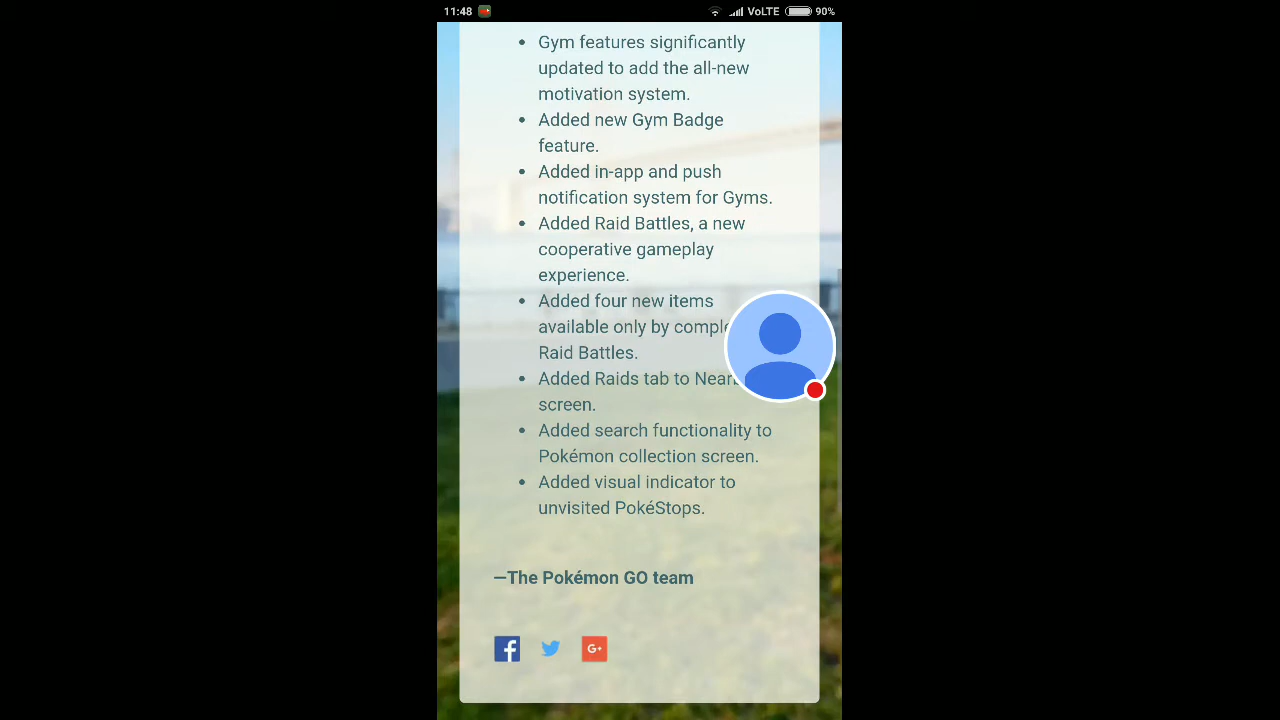 11:48 VoLTE 90%
Gym features significantly
updated to add the all-new
motivation system.
Added new Gym Badge
feature.
Added in-app and push
notification system for Gyms.
Added Raid Battles, a new
cooperative gameplay
experience.
Added four new items
available only by
Raid Battles.
Added Raids tab to
screen.
Added search functionality to
Pokémon collection screen.
Added visual indicator to
unvisited PokéStops.
—The Pokémon GO team
G+